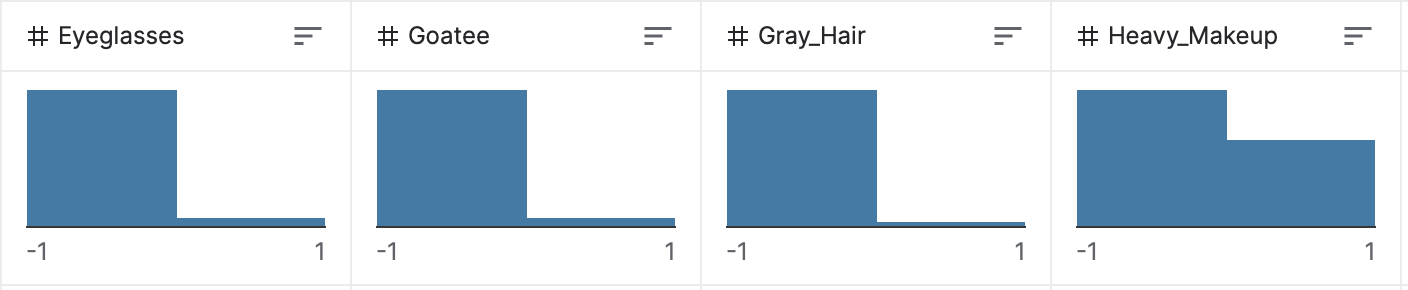 # Eyeglasses
# Goatee
# Gray_Hair
# Heavy_Makeup
-1 1
-1 1
-1 1
-1 1